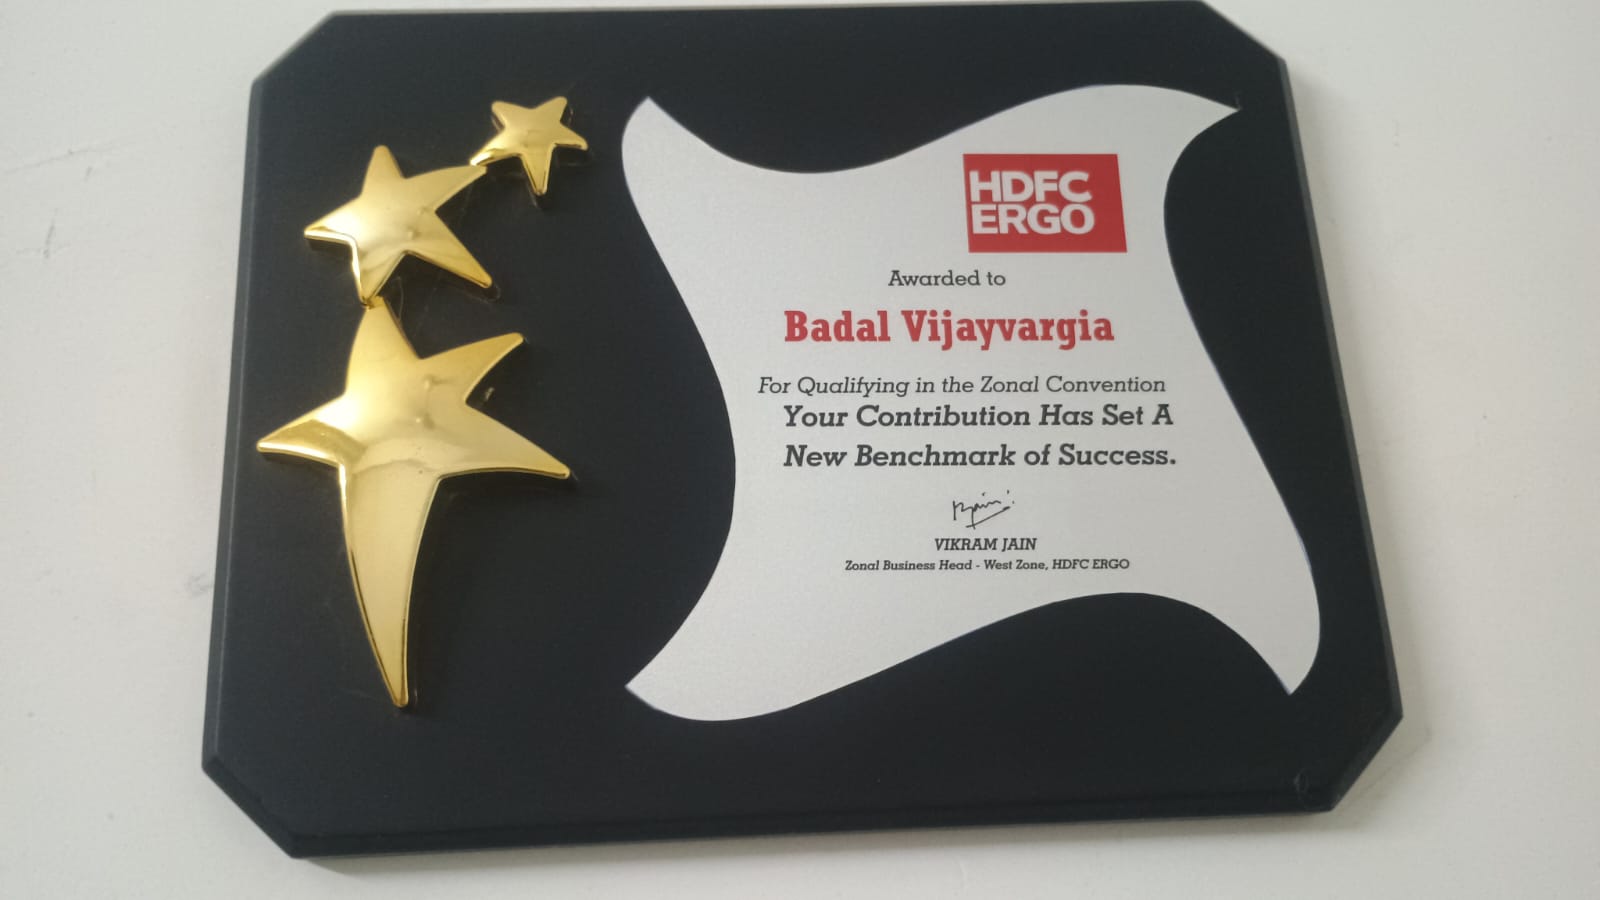 HDFC
ERGO
Awarded to
Badal Vijayvargia
For Qualifying in the Zonal Convention
Your Contribution Has Set A
New Benchmark of Success.
VIKRAM JAIN
Zonal Business Head - West Zone, HDFC ERGO